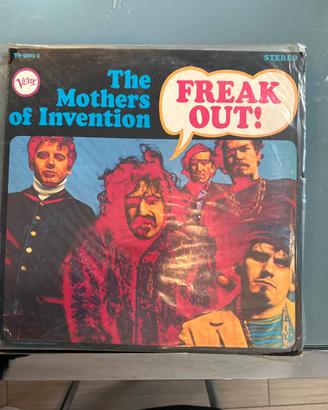 V6-5005-2
STEREO
Verve
The
Mothers
of Invention
FREAK
OUT!